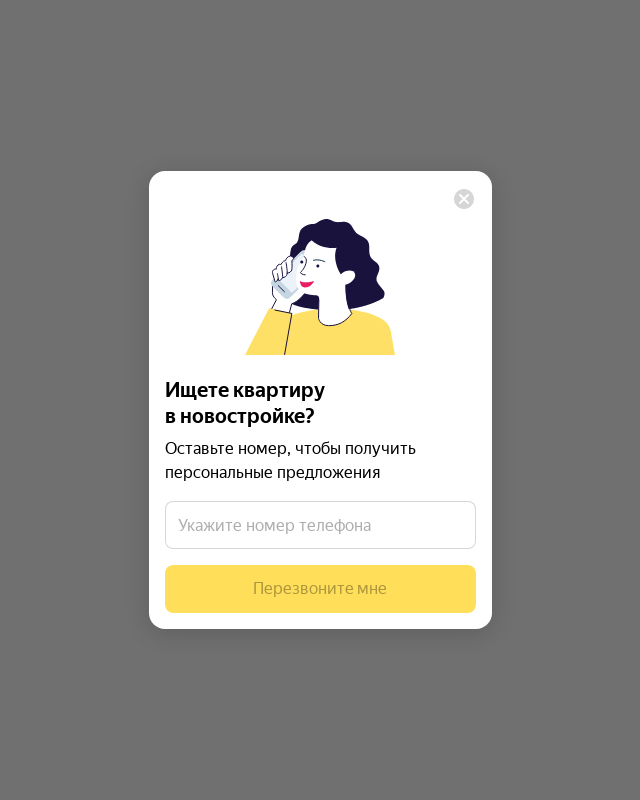 Ищете квартиру
в новостройке?
Оставьте номер, чтобы получить
персональные предложения
Укажите номер телефона
Перезвоните мне